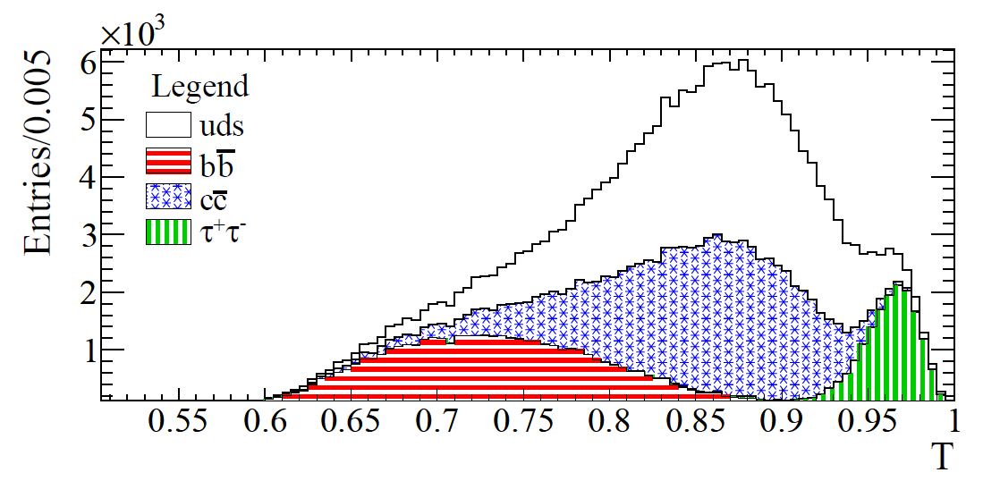 ×10³
Entries/0.005
6
5
4
3
2
1
Legend
uds
bb̅
cc̅
τ⁺τ⁻
0.55 0.6 0.65 0.7 0.75 0.8 0.85 0.9 0.95 1
T